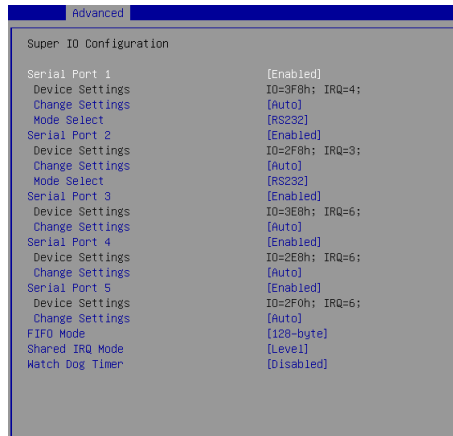 Advanced
Super IO Configuration
Serial Port 1 [Enabled]
Device Settings IO=3F8h; IRQ=4;
Change Settings [Auto]
Mode Select [RS232]
Serial Port 2 [Enabled]
Device Settings IO=2F8h; IRQ=3;
Change Settings [Auto]
Mode Select [RS232]
Serial Port 3 [Enabled]
Device Settings IO=3E8h; IRQ=6;
Change Settings [Auto]
Serial Port 4 [Enabled]
Device Settings IO=2E8h; IRQ=6;
Change Settings [Auto]
Serial Port 5 [Enabled]
Device Settings IO=2F0h; IRQ=6;
Change Settings [Auto]
FIFO Mode [128-byte]
Shared IRQ Mode [Level]
Watch Dog Timer [Disabled]